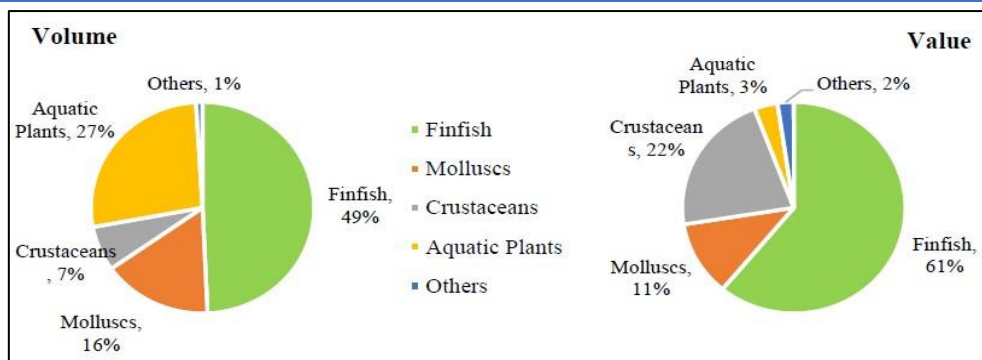 Volume
Others, 1%
Aquatic
Plants, 27%
Finfish,
49%
Crustaceans
, 7%
Molluscs,
16%
Finfish
Molluscs
Crustaceans
Aquatic Plants
Others
Value
Aquatic
Plants, 3%
Others, 2%
Crustacean
s, 22%
Molluscs,
11%
Finfish,
61%